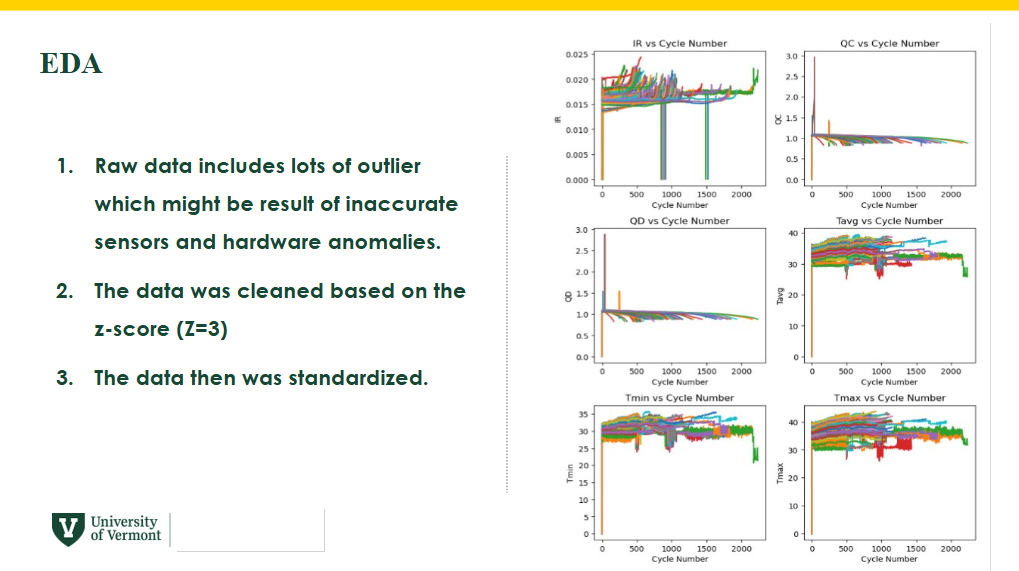 EDA
1. Raw data includes lots of outlier
which might be result of inaccurate
sensors and hardware anomalies.
2. The data was cleaned based on the
z-score (Z=3)
3. The data then was standardized.
University
of Vermont
IR vs Cycle Number
0.025
0.020
0.015
0.010
0.005
0.000
IR
0 500 1000 1500 2000
Cycle Number
QC vs Cycle Number
3.0
2.5
2.0
1.5
1.0
0.5
0.0
QC
0 500 1000 1500 2000
Cycle Number
QD vs Cycle Number
3.0
2.5
2.0
1.5
1.0
0.5
0.0
QD
0 500 1000 1500 2000
Cycle Number
Tavg vs Cycle Number
40
30
20
10
0
Tavg
0 500 1000 1500 2000
Cycle Number
Tmin vs Cycle Number
35
30
25
20
15
10
5
0
Tmin
0 500 1000 1500 2000
Cycle Number
Tmax vs Cycle Number
40
30
20
10
0
Tmax
0 500 1000 1500 2000
Cycle Number